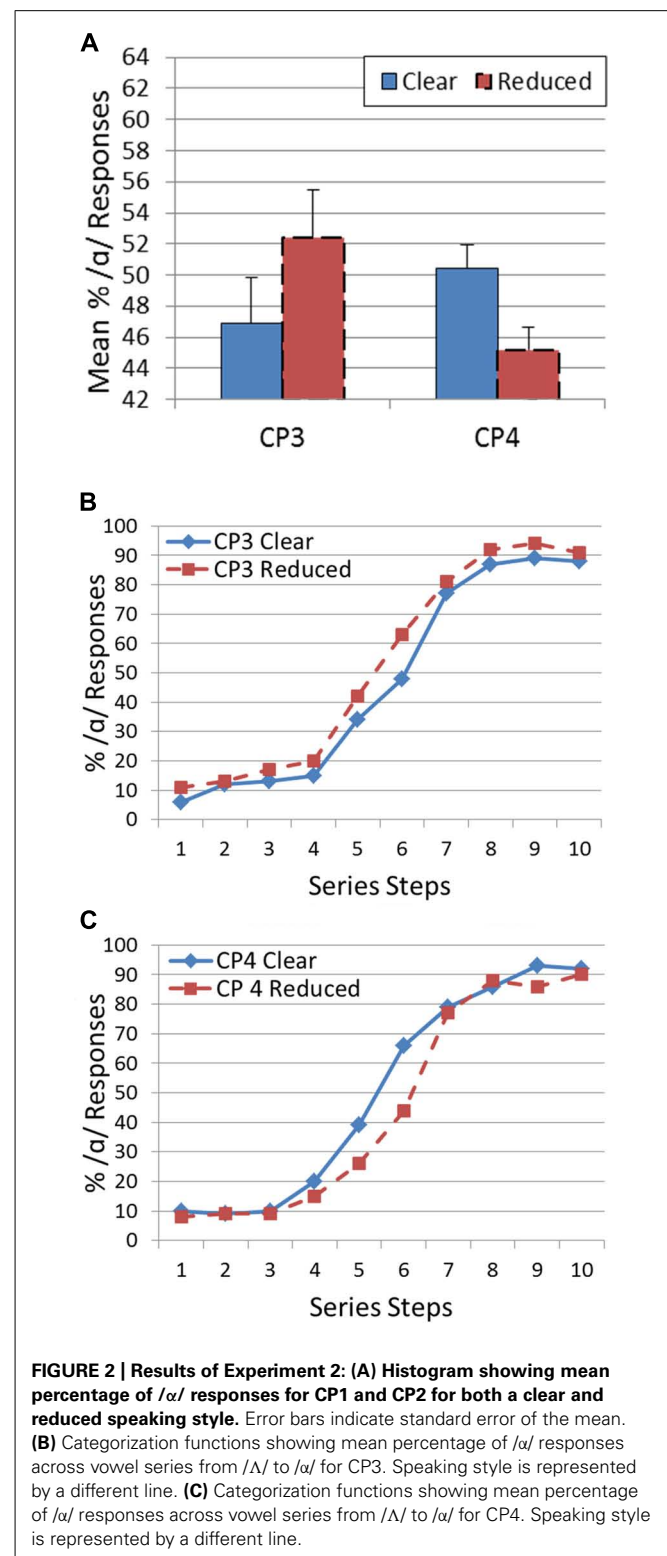 A
64
62
60
58
56
54
52
50
48
46
44
42
Mean % /ɑ/ Responses
Clear Reduced
CP3 CP4
B
100
90
80
70
60
50
40
30
20
10
0
% /ɑ/ Responses
CP3 Clear
CP3 Reduced
1 2 3 4 5 6 7 8 9 10
Series Steps
C
100
90
80
70
60
50
40
30
20
10
0
% /ɑ/ Responses
CP4 Clear
CP 4 Reduced
1 2 3 4 5 6 7 8 9 10
Series Steps
FIGURE 2 | Results of Experiment 2: (A) Histogram showing mean
percentage of /α/ responses for CP1 and CP2 for both a clear and
reduced speaking style. Error bars indicate standard error of the mean.
(B) Categorization functions showing mean percentage of /α/ responses
across vowel series from /Λ/ to /α/ for CP3. Speaking style is represented
by a different line. (C) Categorization functions showing mean percentage
of /α/ responses across vowel series from /Λ/ to /α/ for CP4. Speaking style
is represented by a different line.